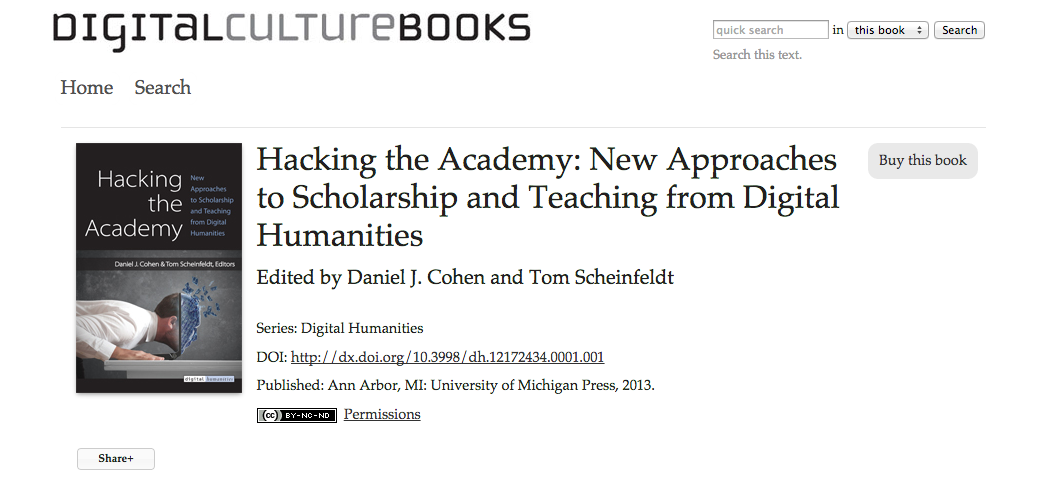 DIGITALCULTUREBOOKS
quick search in this book Search
Search this text.
Home Search
Hacking
the
Academy
New
Approaches
to Scholarship
and Teaching
from Digital
Humanities
Daniel J. Cohen & Tom Scheinfeldt, Editors
digital humanities
Hacking the Academy: New Approaches
to Scholarship and Teaching from Digital
Humanities
Buy this book
Edited by Daniel J. Cohen and Tom Scheinfeldt
Series: Digital Humanities
DOI: http://dx.doi.org/10.3998/dh.12172434.0001.001
Published: Ann Arbor, MI: University of Michigan Press, 2013.
(cc) BY-NC-ND Permissions
Share+